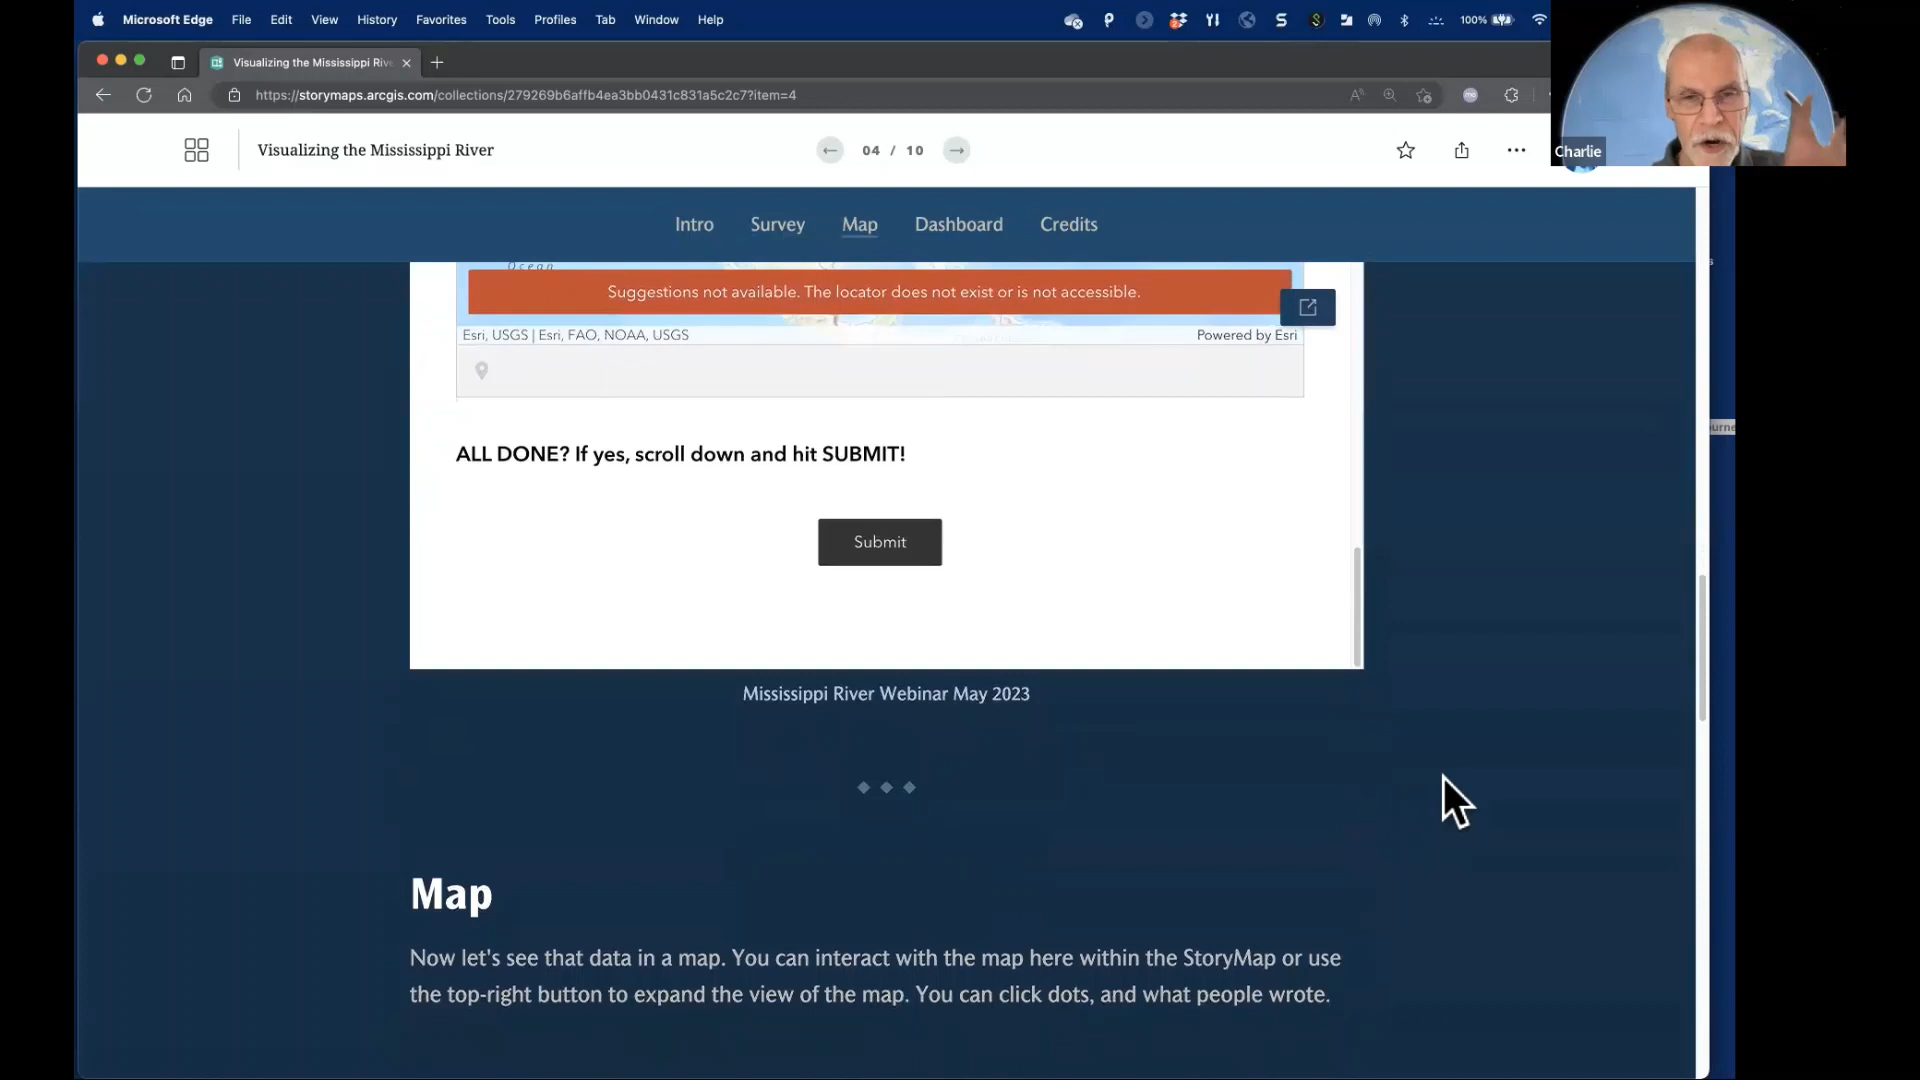 Microsoft Edge File Edit View History Favorites Tools Profiles Tab Window Help
100%
Visualizing the Mississippi Riv
https://storymaps.arcgis.com/collections/279269b6affb4ea3bb0431c831a5c2c7?item=4
Charlie
Visualizing the Mississippi River
04 / 10
Intro Survey Map Dashboard Credits
Ocean
Suggestions not available. The locator does not exist or is not accessible.
Esri, USGS | Esri, FAO, NOAA, USGS
Powered by Esri
ourne
ALL DONE? If yes, scroll down and hit SUBMIT!
Submit
Mississippi River Webinar May 2023
Map
Now let's see that data in a map. You can interact with the map here within the StoryMap or use
the top-right button to expand the view of the map. You can click dots, and what people wrote.